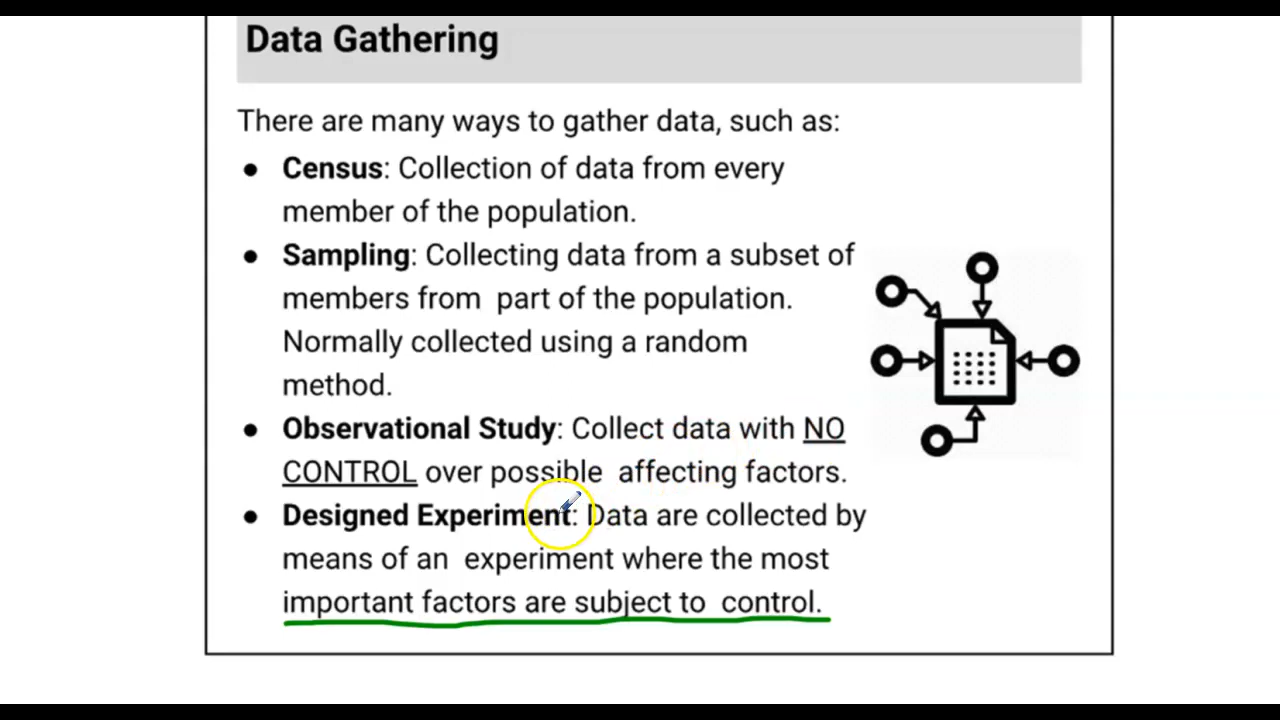 Data Gathering
There are many ways to gather data, such as:
● Census: Collection of data from every
member of the population.
● Sampling: Collecting data from a subset of
members from part of the population.
Normally collected using a random
method.
● Observational Study: Collect data with NO
CONTROL over possible affecting factors.
● Designed Experiment: Data are collected by
means of an experiment where the most
important factors are subject to control.